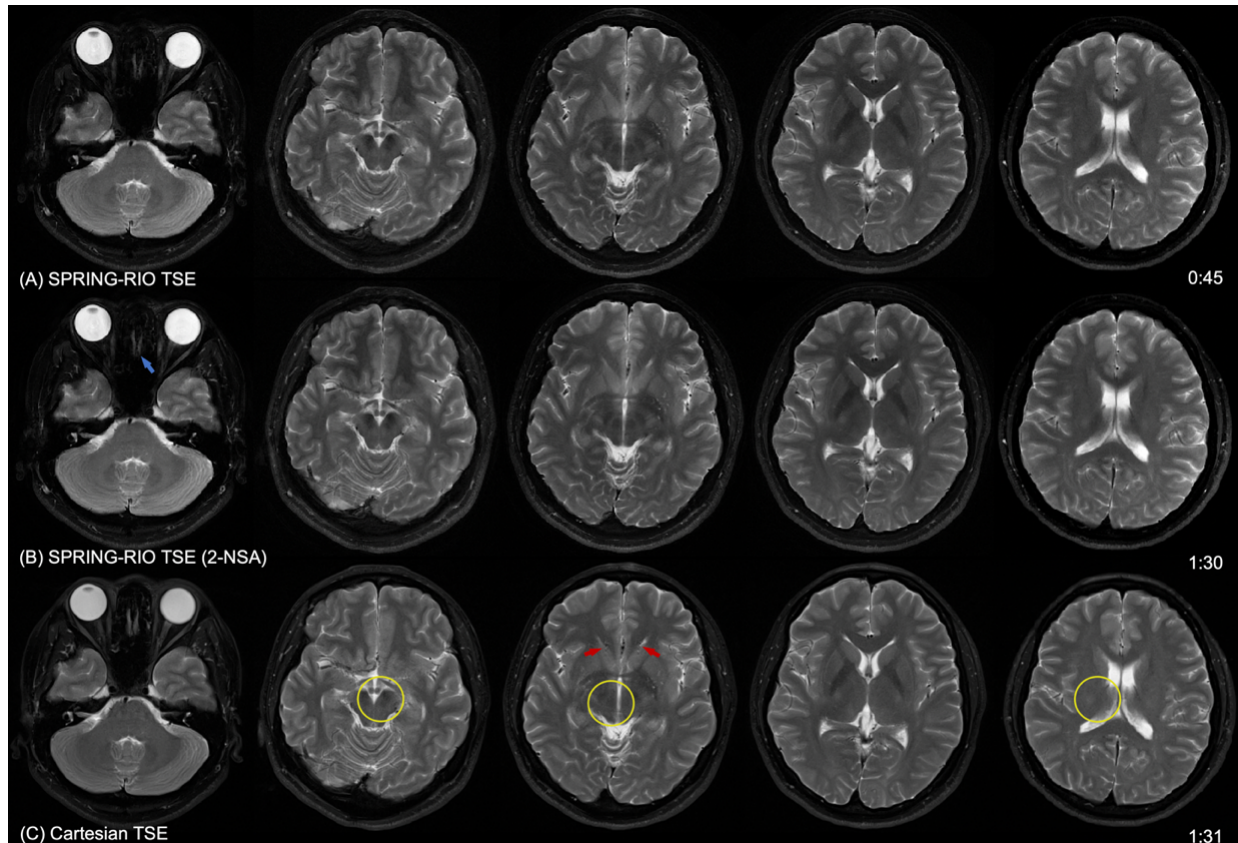 (A) SPRING-RIO TSE
0:45
(B) SPRING-RIO TSE (2-NSA)
1:30
(C) Cartesian TSE
1:31